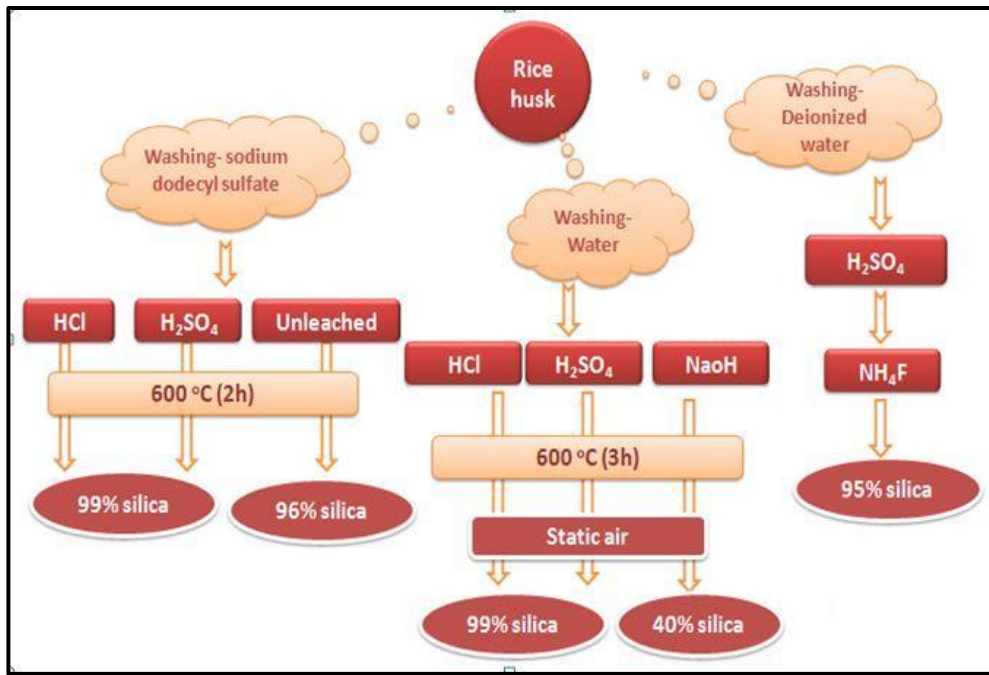 Rice
husk
Washing- sodium
dodecyl sulfate
Washing-
Water
Washing-
Deionized
water
HCl
H₂SO₄
Unleached
600 °C (2h)
99% silica
96% silica
HCl
H₂SO₄
NaoH
600 °C (3h)
Static air
99% silica
40% silica
H₂SO₄
NH₄F
95% silica